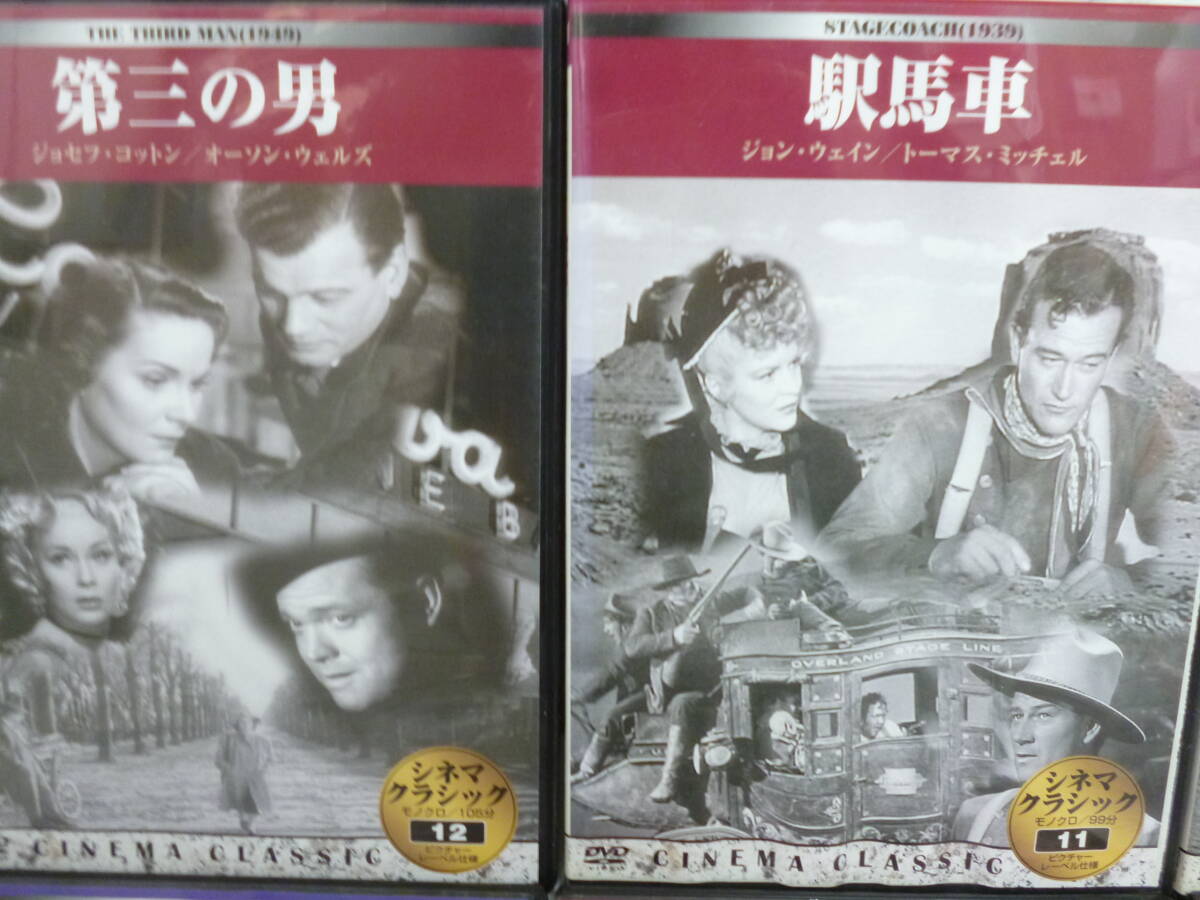 THE THIRD MAN(1949)
第三の男
ジョセフ・コットン／オーソン・ウェルズ
シネマ
クラシック
モノクロ／105分
12
ピクチャー
レーベル仕様
CINEMA CLASSIC
STAGECOACH(1939)
駅馬車
ジョン・ウェイン／トーマス・ミッチェル
OVERLAND STAGE LINE
シネマ
クラシック
モノクロ／99分
11
ピクチャー
レーベル仕様
DVD CINEMA CLASSIC